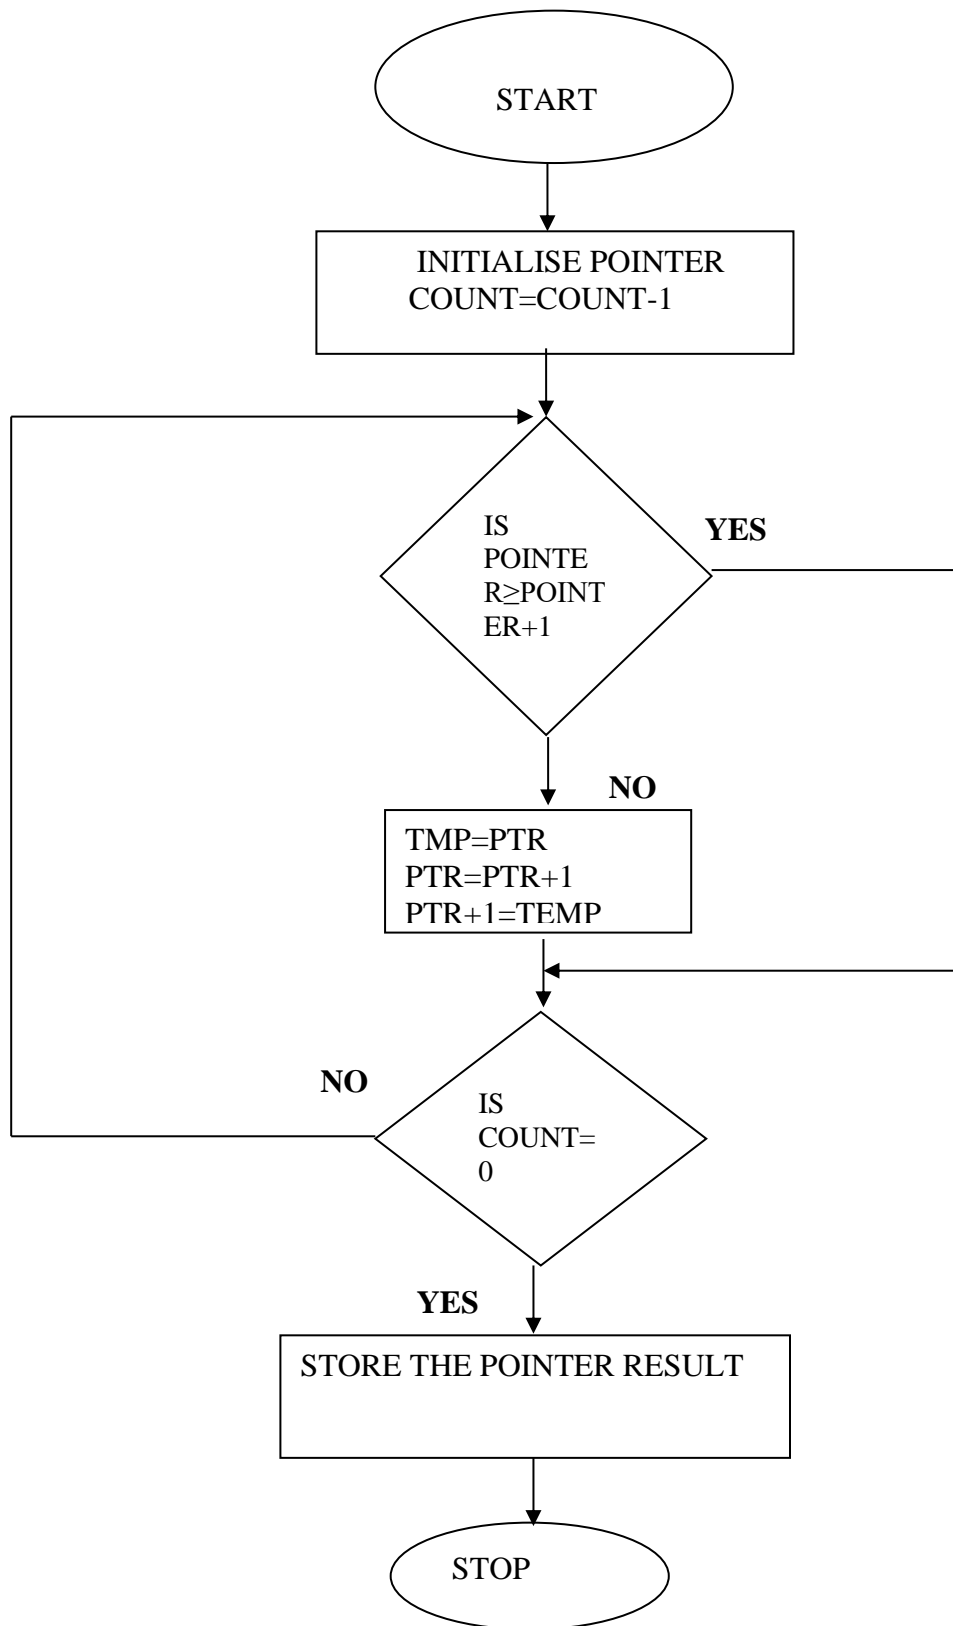 START
INITIALISE POINTER
COUNT=COUNT-1
IS
POINTE
R≥POINT
ER+1
YES
NO
TMP=PTR
PTR=PTR+1
PTR+1=TEMP
NO
IS
COUNT=
0
YES
STORE THE POINTER RESULT
STOP